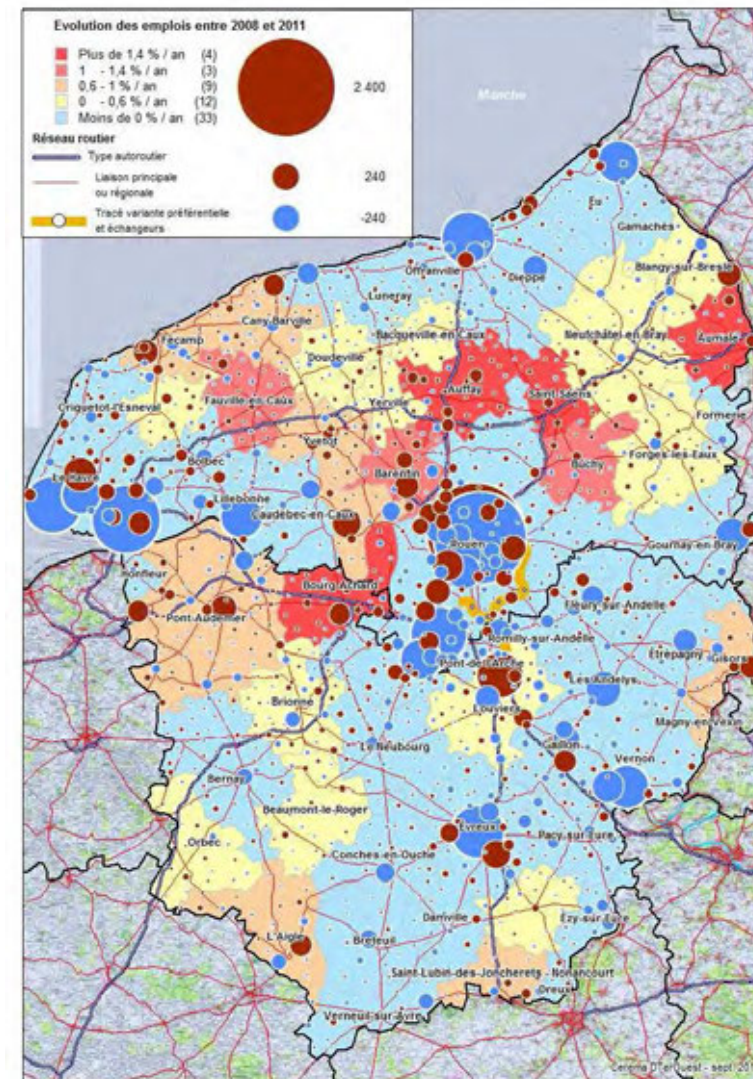 Evolution des emplois entre 2008 et 2011
Plus de 1,4 % / an (4)
1 - 1,4 % / an (3)
0,6 - 1 % / an (9)
0 - 0,6 % / an (12)
Moins de 0 % / an (33)
2 400
Réseau routier
Type autoroutier
Liaison principale
ou régionale
240
Tracé variante préférentielle
et échangeurs
-240
Manche
Eu
Gamaches
Offranville
Dieppe
Blangy-sur-Bresle
Luneray
Cany-Barville
Bacqueville-en-Caux
Neufchâtel-en-Bray
Aumale
Fécamp
Doudeville
Auffay
Saint-Saëns
Fauville-en-Caux
Criquetot-l'Esneval
Yerville
Formerie
Yvetot
Forges-les-Eaux
Bolbec
Barentin
Buchy
Le Havre
Lillebonne
Caudebec-en-Caux
Rouen
Gournay-en-Bray
Honfleur
Bourg-Achard
Pont-Audemer
Fleury-sur-Andelle
Romilly-sur-Andelle
Etrépagny
Gisors
Pont-de-l'Arche
Les Andelys
Brionne
Louviers
Magny-en-Vexin
Le Neubourg
Gaillon
Vernon
Bernay
Beaumont-le-Roger
Evreux
Orbec
Pacy-sur-Eure
Conches-en-Ouche
Damville
Ezy-sur-Eure
L'Aigle
Breteuil
Saint-Lubin-des-Joncherets - Nonancourt
Dreux
Verneuil-sur-Avre
Cerema DTerOuest - sept. 20